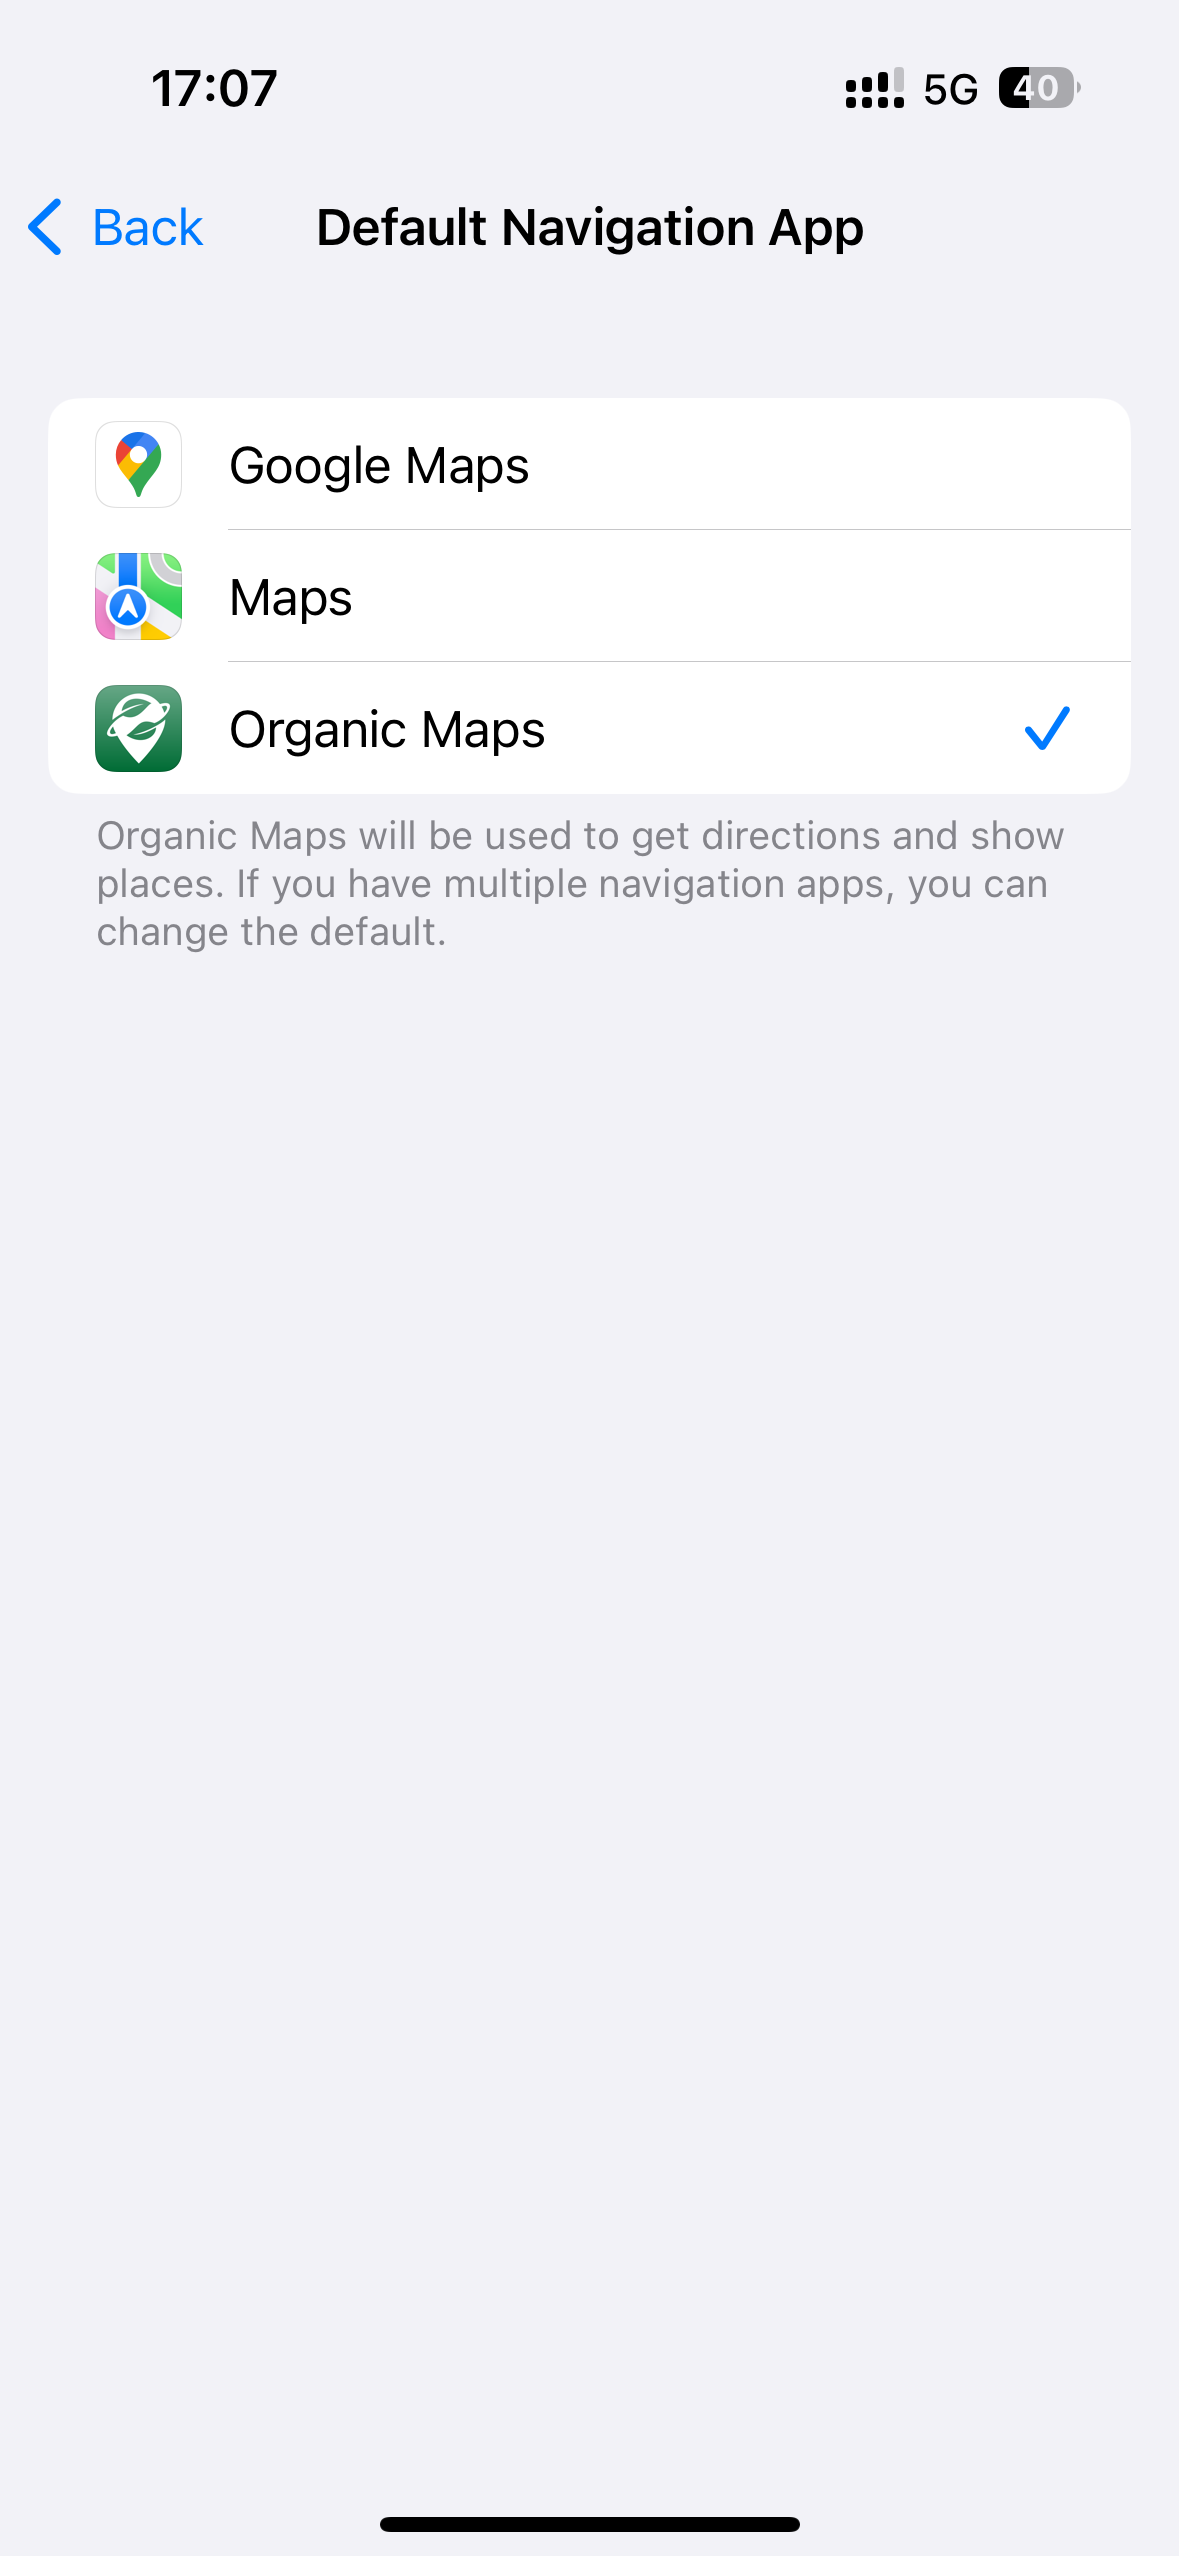 17:07 5G 40
Back Default Navigation App
Google Maps
Maps
Organic Maps
Organic Maps will be used to get directions and show
places. If you have multiple navigation apps, you can
change the default.